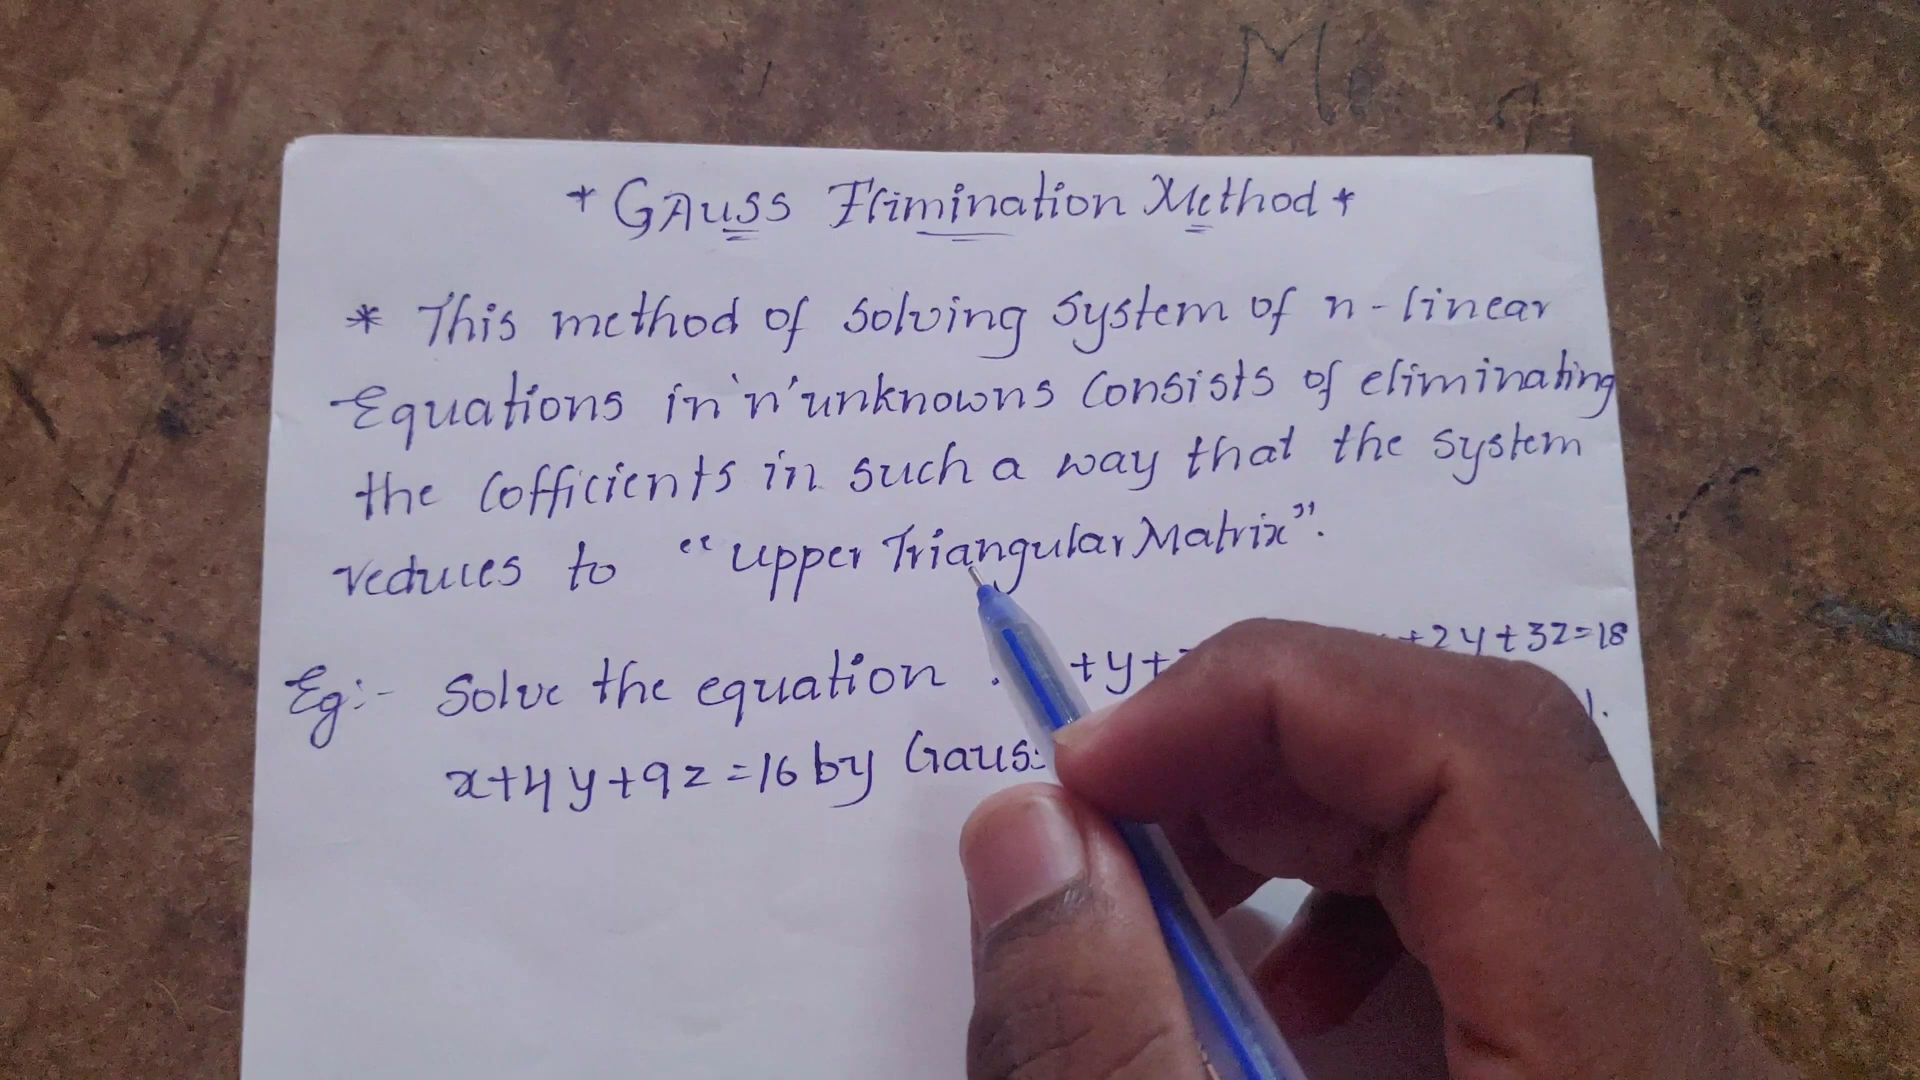 * GAUSS Elimination Method *
* This method of solving system of n-linear
Equations in 'n' unknowns consists of eliminating
the Cofficients in such a way that the system
reduces to "upper Triangular Matrix".
Eg:- Solve the equation +y+ +2y+3z=18
x+4y+9z=16 by Gauss